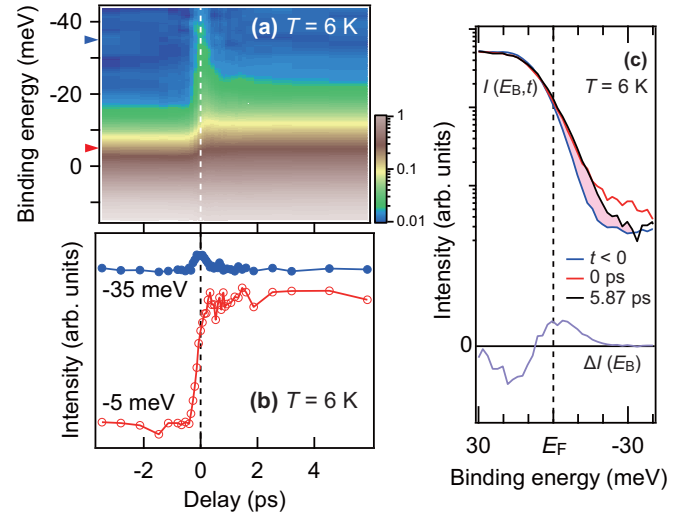 (a) T = 6 K
Binding energy (meV)
-40
-20
0
1
0.1
0.01
Intensity (arb. units)
-35 meV
-5 meV
(b) T = 6 K
-2
0
2
4
Delay (ps)
(c)
I (EB,t)
T = 6 K
Intensity (arb. units)
t < 0
0 ps
5.87 ps
0
ΔI (EB)
30
EF
-30
Binding energy (meV)